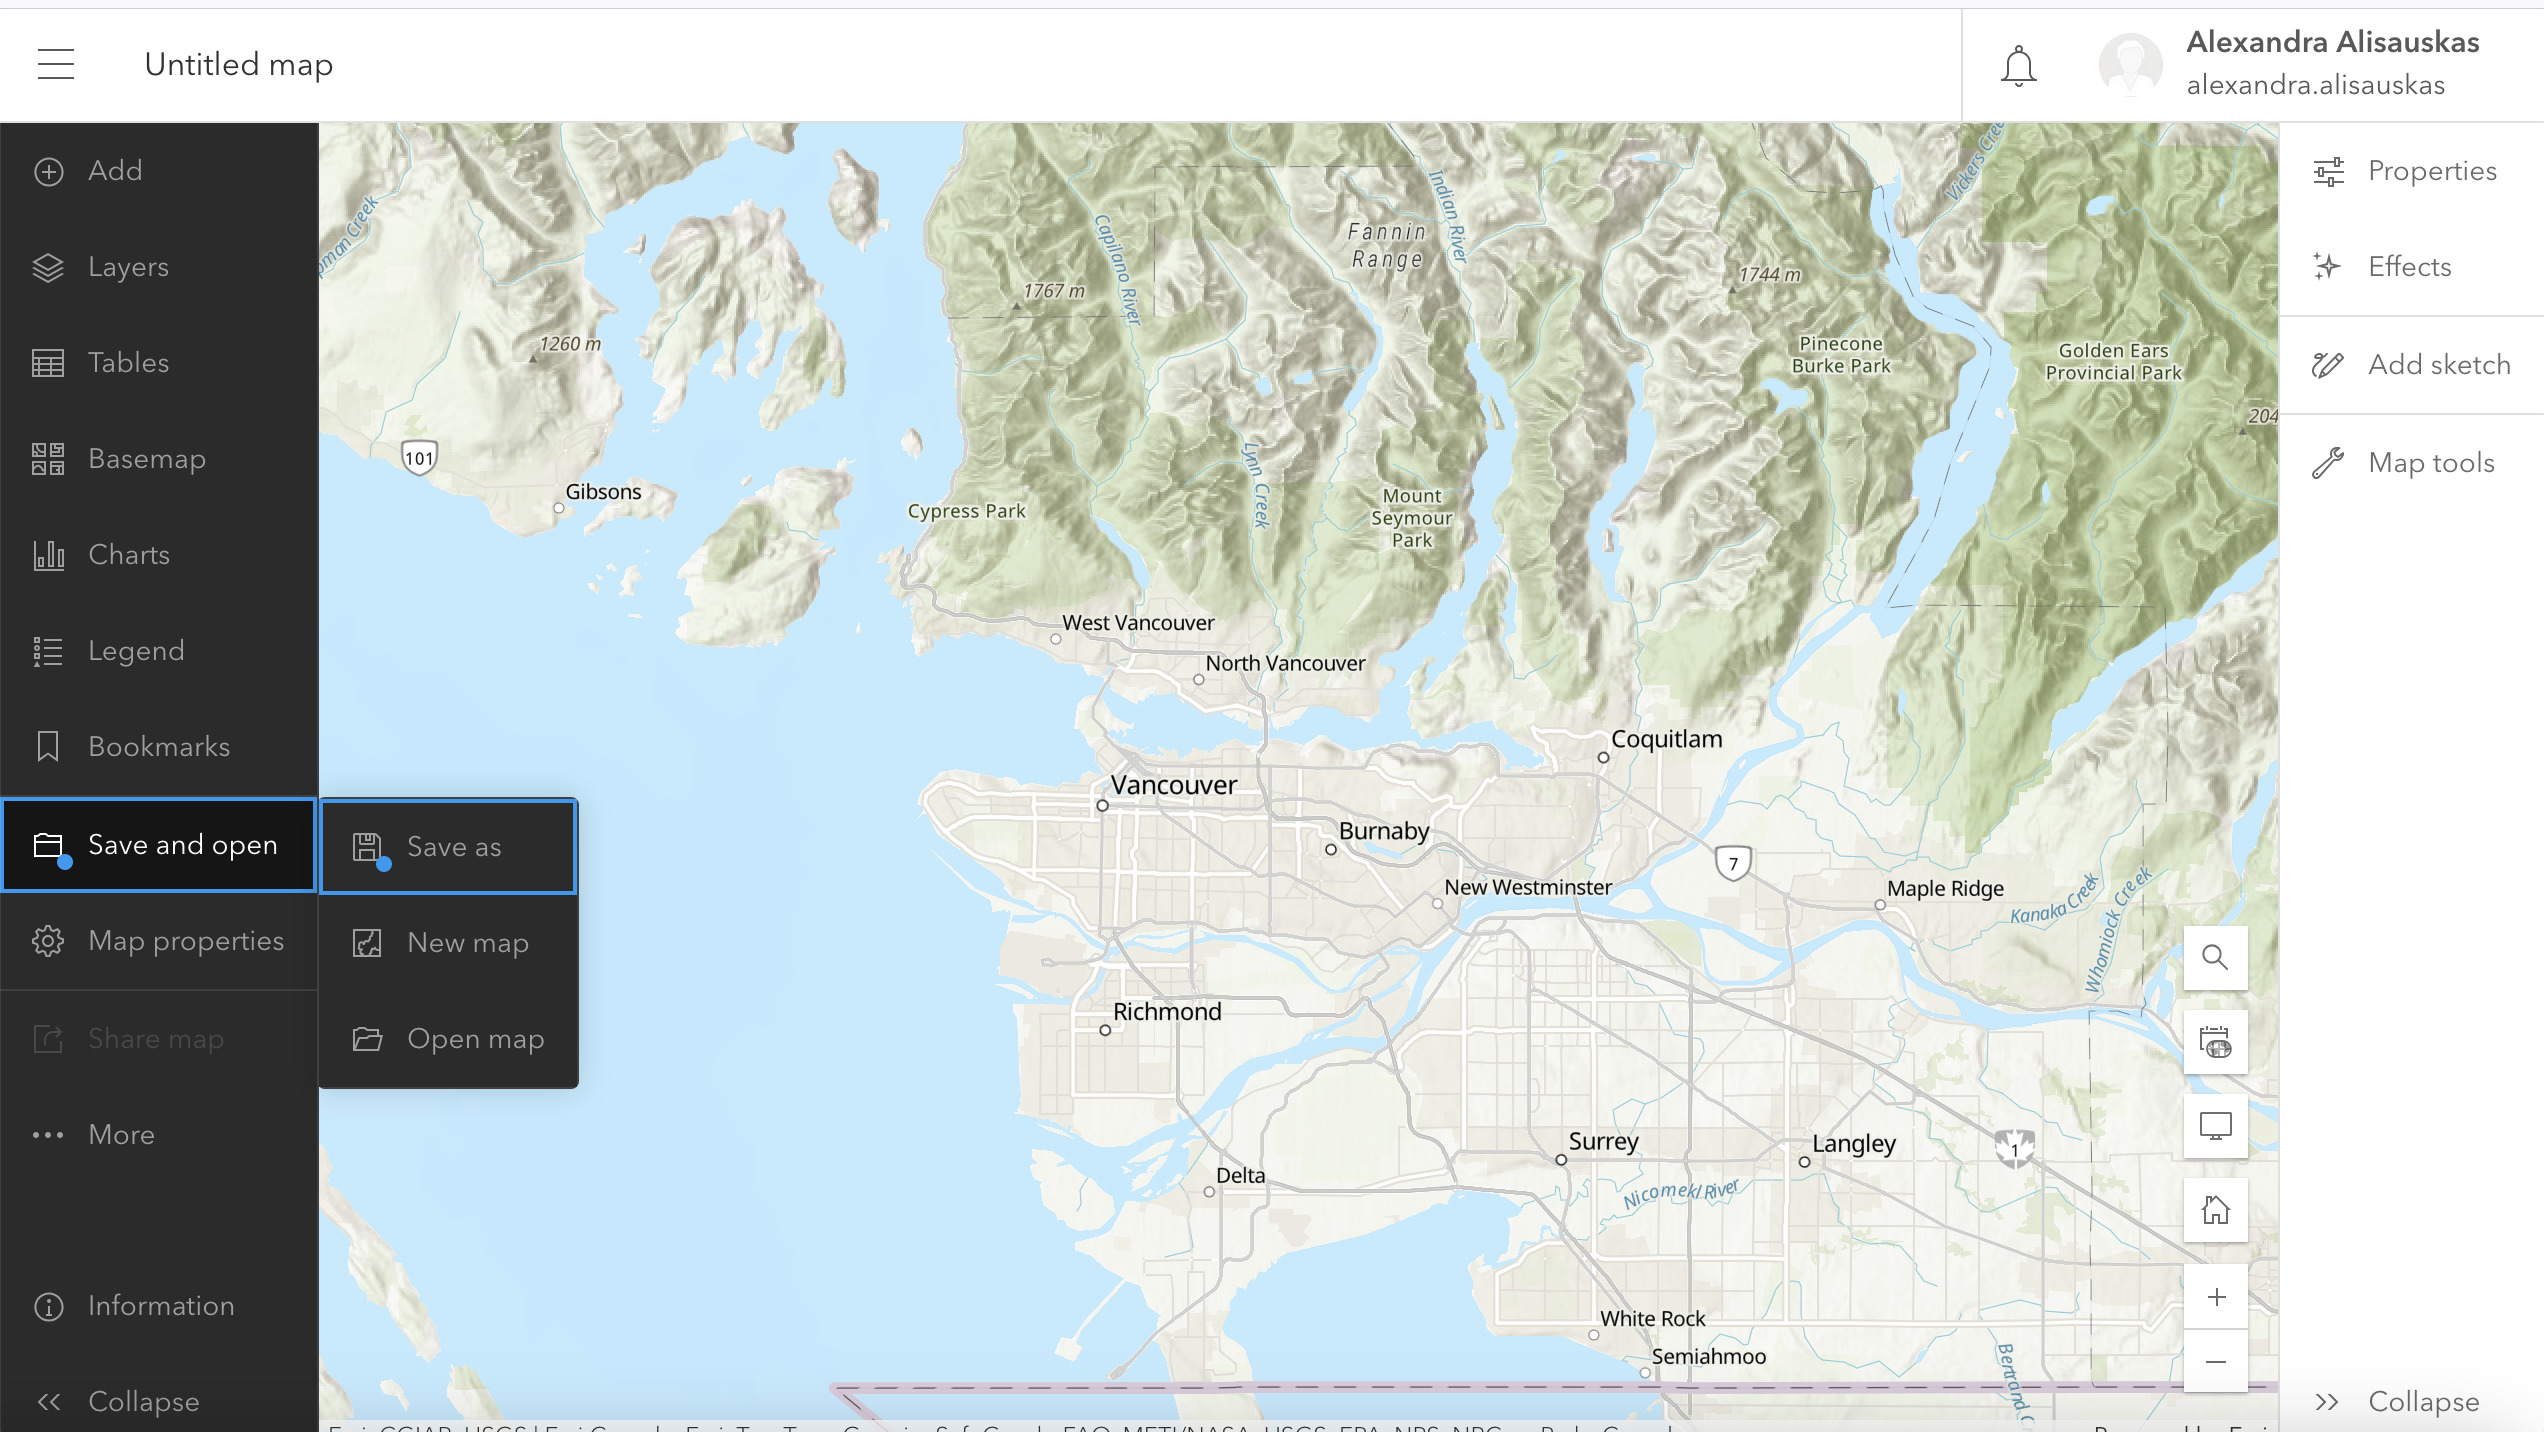 Untitled map
Alexandra Alisauskas
alexandra.alisauskas
Add
Layers
Tables
Basemap
Charts
Legend
Bookmarks
Save and open
Map properties
Share map
More
Information
Collapse
Save as
New map
Open map
Properties
Effects
Add sketch
Map tools
Collapse
Creek
Capilano River
Indian River
Vickers
Fannin
Range
1767 m
1744 m
1260 m
Pinecone
Burke Park
Golden Ears
Provincial Park
204
101
Gibsons
Cypress Park
Lynn Creek
Mount
Seymour
Park
West Vancouver
North Vancouver
Coquitlam
Vancouver
Burnaby
7
New Westminster
Maple Ridge
Kanaka Creek
Whorniock Creek
Richmond
Surrey
Langley
1
Delta
Nicomekl River
White Rock
Semiahmoo
Bertrand